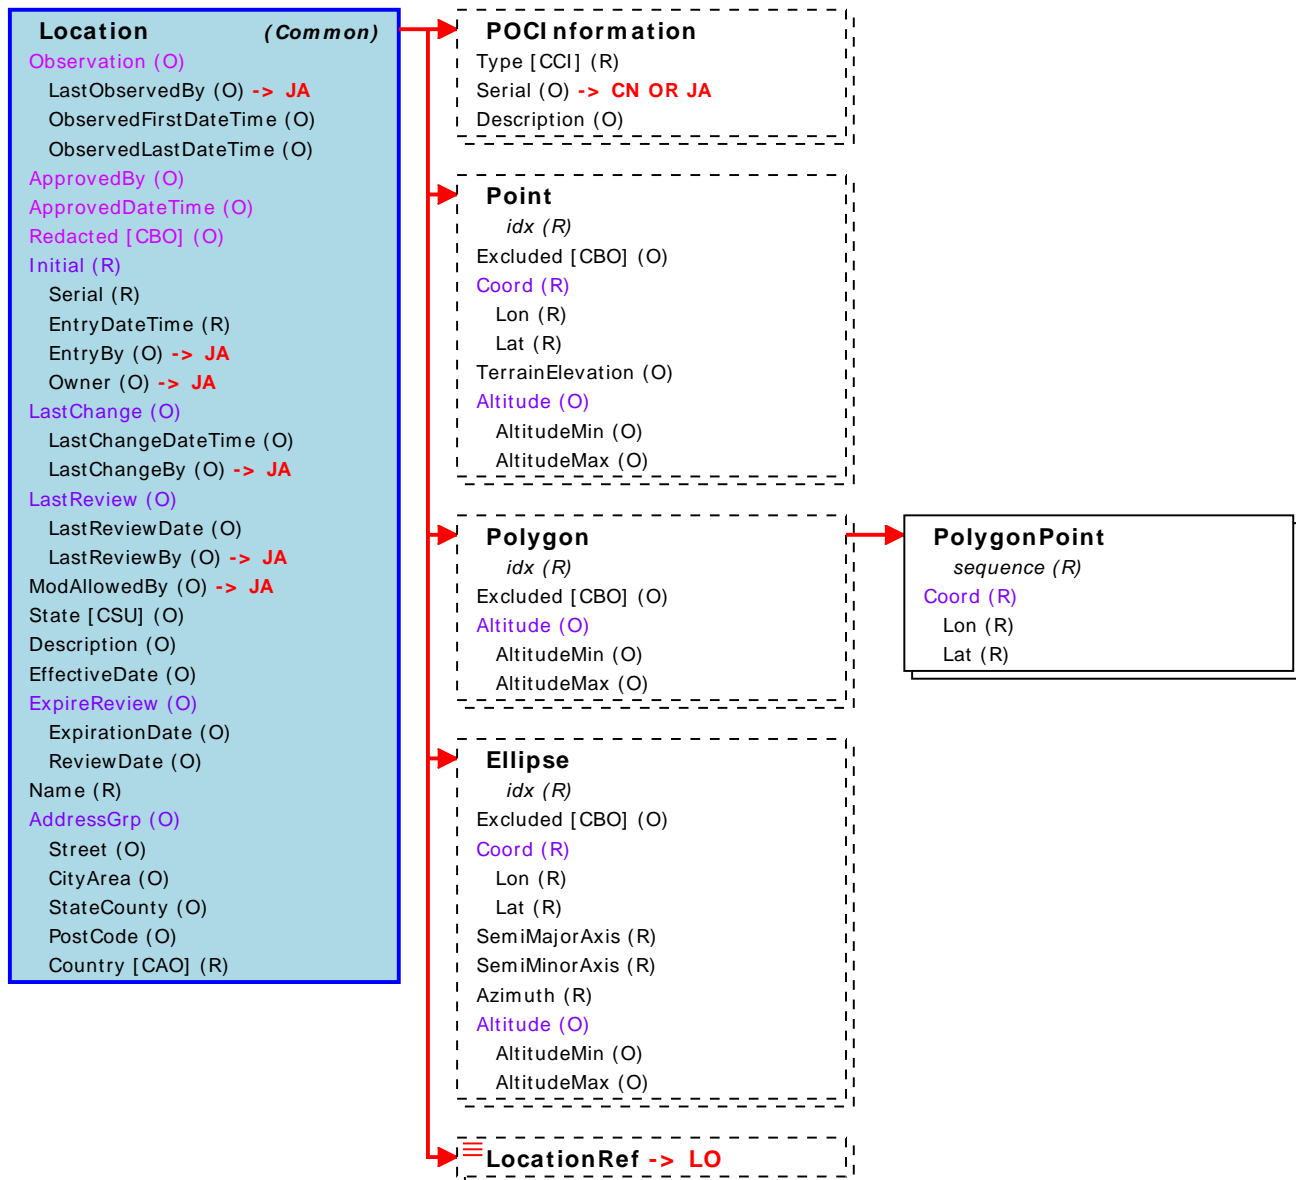 Location (Common)
Observation (O)
LastObservedBy (O) -> JA
ObservedFirstDateTime (O)
ObservedLastDateTime (O)
ApprovedBy (O)
ApprovedDateTime (O)
Redacted [CBO] (O)
Initial (R)
Serial (R)
EntryDateTime (R)
EntryBy (O) -> JA
Owner (O) -> JA
LastChange (O)
LastChangeDateTime (O)
LastChangeBy (O) -> JA
LastReview (O)
LastReviewDate (O)
LastReviewBy (O) -> JA
ModAllowedBy (O) -> JA
State [CSU] (O)
Description (O)
EffectiveDate (O)
ExpireReview (O)
ExpirationDate (O)
ReviewDate (O)
Name (R)
AddressGrp (O)
Street (O)
CityArea (O)
StateCounty (O)
PostCode (O)
Country [CAO] (R)
POCInformation
Type [CCI] (R)
Serial (O) -> CN OR JA
Description (O)
Point
idx (R)
Excluded [CBO] (O)
Coord (R)
Lon (R)
Lat (R)
TerrainElevation (O)
Altitude (O)
AltitudeMin (O)
AltitudeMax (O)
Polygon
idx (R)
Excluded [CBO] (O)
Altitude (O)
AltitudeMin (O)
AltitudeMax (O)
PolygonPoint
sequence (R)
Coord (R)
Lon (R)
Lat (R)
Ellipse
idx (R)
Excluded [CBO] (O)
Coord (R)
Lon (R)
Lat (R)
SemiMajorAxis (R)
SemiMinorAxis (R)
Azimuth (R)
Altitude (O)
AltitudeMin (O)
AltitudeMax (O)
LocationRef -> LO